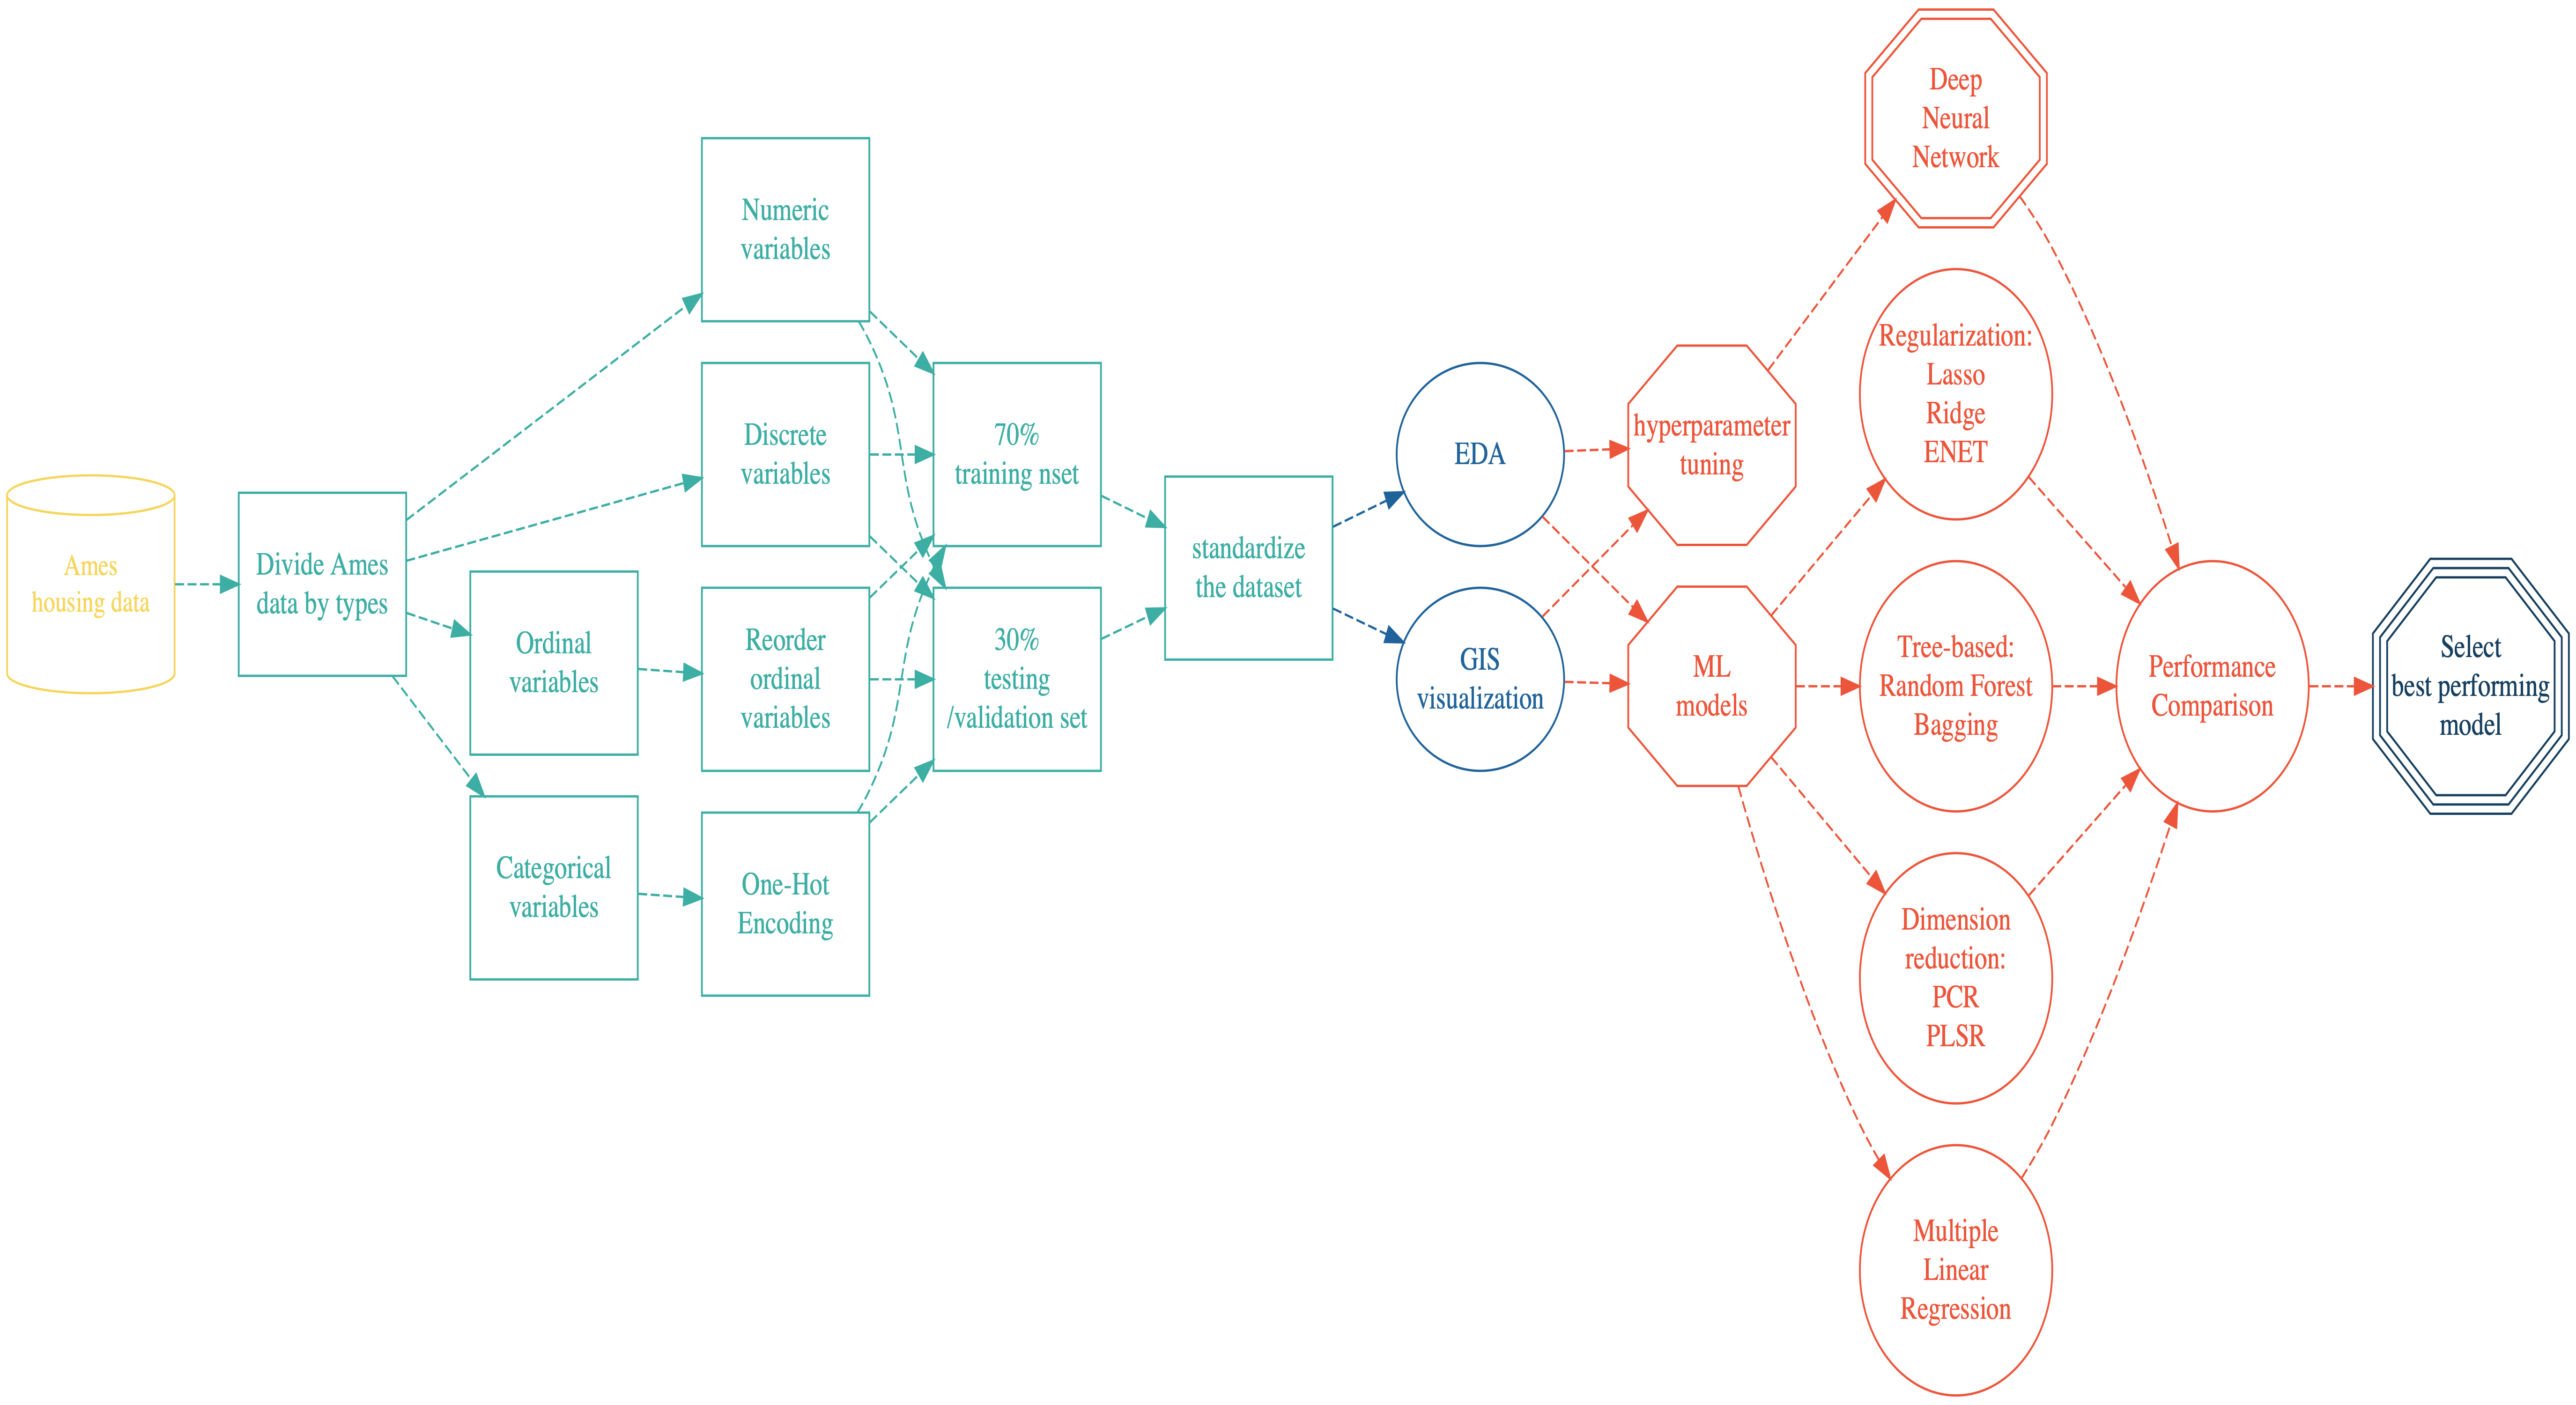 Ames
housing data
Divide Ames
data by types
Ordinal
variables
Categorical
variables
Numeric
variables
Discrete
variables
Reorder
ordinal
variables
One-Hot
Encoding
70%
training nset
30%
testing
/validation set
standardize
the dataset
EDA
GIS
visualization
hyperparameter
tuning
ML
models
Deep
Neural
Network
Regularization:
Lasso
Ridge
ENET
Tree-based:
Random Forest
Bagging
Dimension
reduction:
PCR
PLSR
Multiple
Linear
Regression
Performance
Comparison
Select
best performing
model